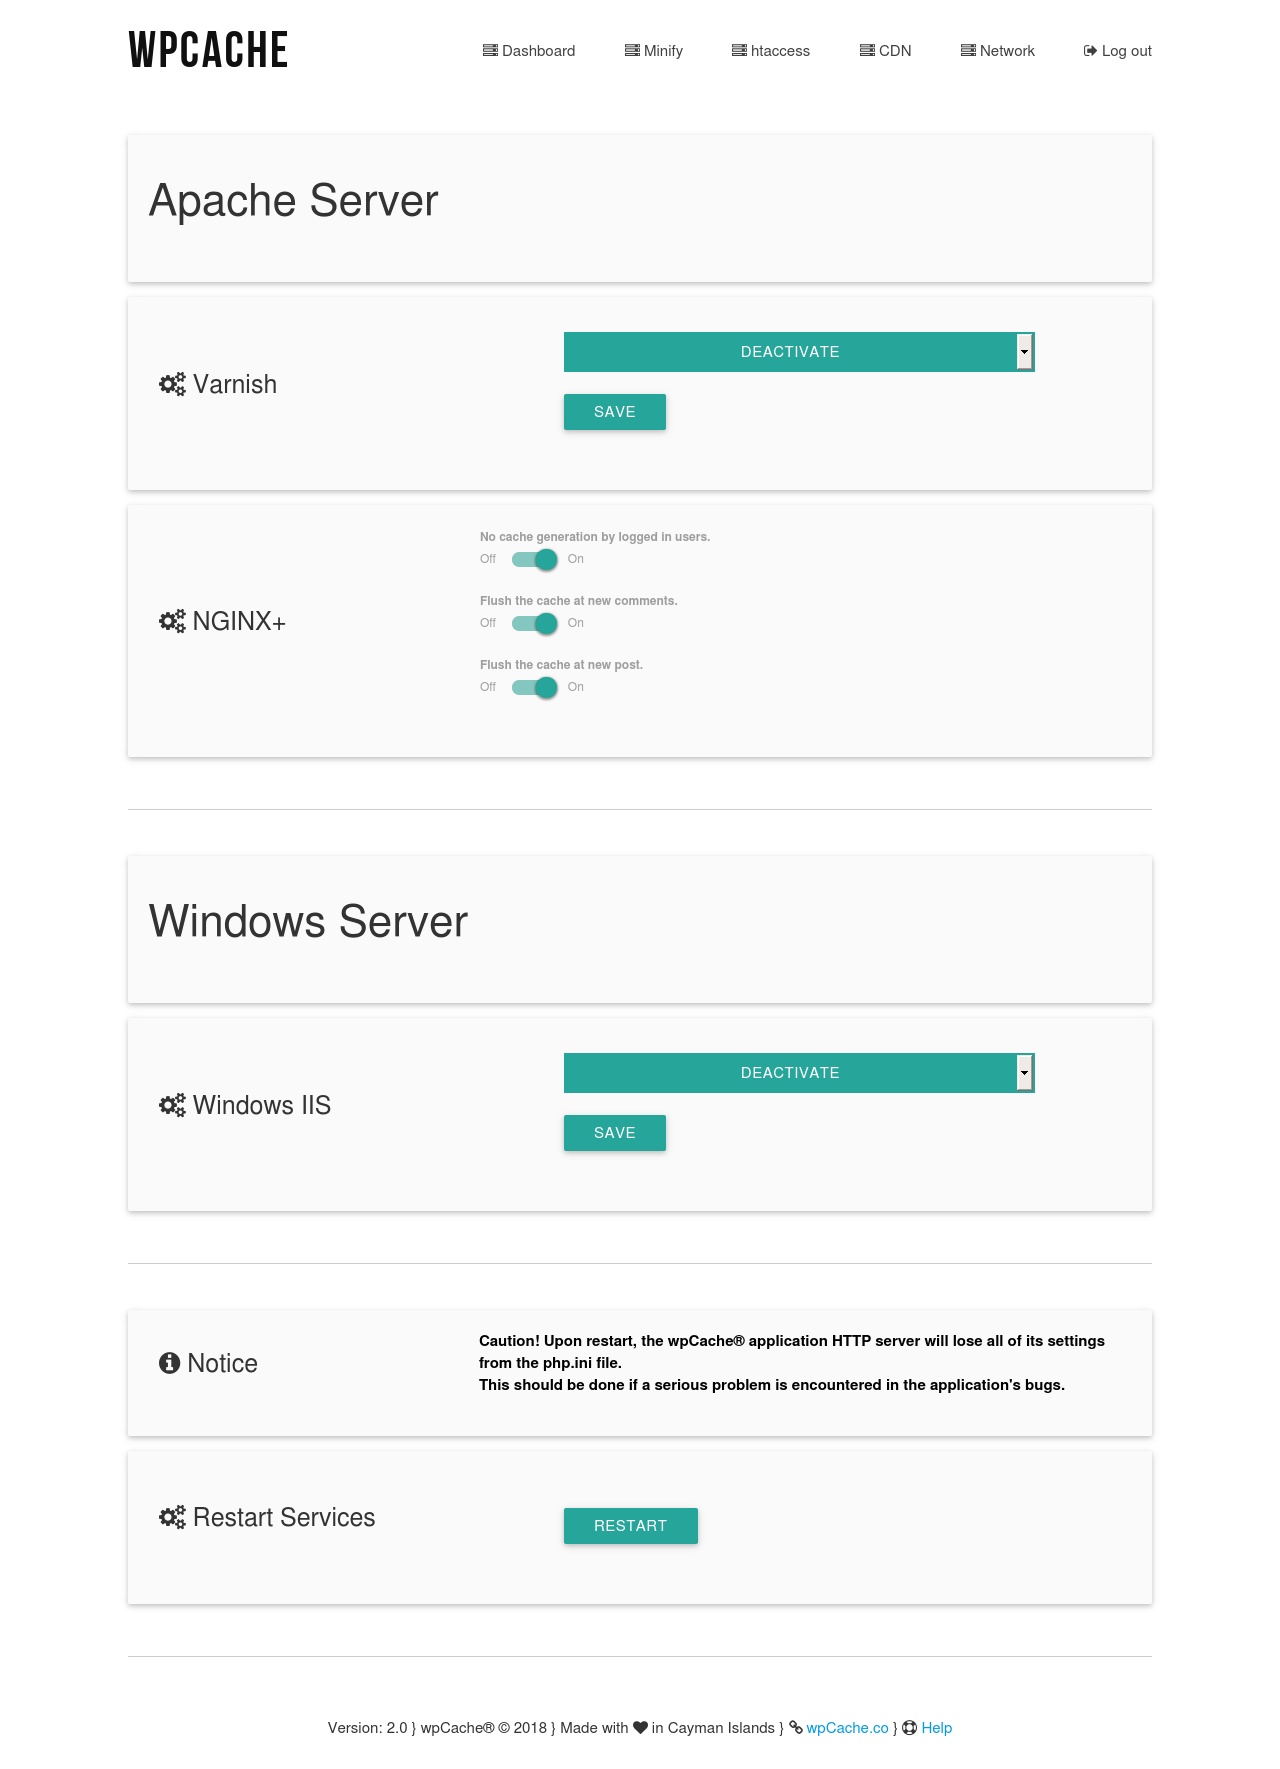 WPCACHE
Dashboard
Minify
htaccess
CDN
Network
Log out
Apache Server
Varnish
DEACTIVATE
SAVE
NGINX+
No cache generation by logged in users.
Off On
Flush the cache at new comments.
Off On
Flush the cache at new post.
Off On
Windows Server
Windows IIS
DEACTIVATE
SAVE
Notice
Caution! Upon restart, the wpCache® application HTTP server will lose all of its settings
from the php.ini file.
This should be done if a serious problem is encountered in the application's bugs.
Restart Services
RESTART
Version: 2.0 } wpCache® © 2018 } Made with in Cayman Islands } wpCache.co } Help